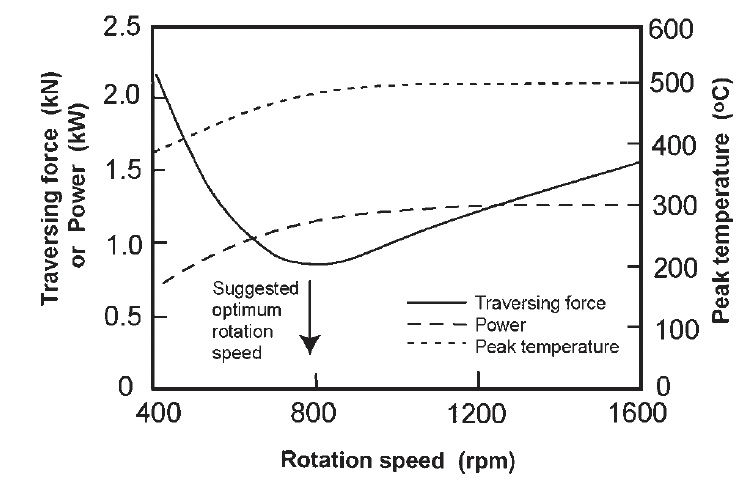 2.5
2.0
1.5
1.0
0.5
0
Traversing force (kN)
or Power (kW)
600
500
400
300
200
100
0
Peak temperature (°C)
Suggested
optimum
rotation
speed
Traversing force
Power
Peak temperature
400
800
1200
1600
Rotation speed (rpm)